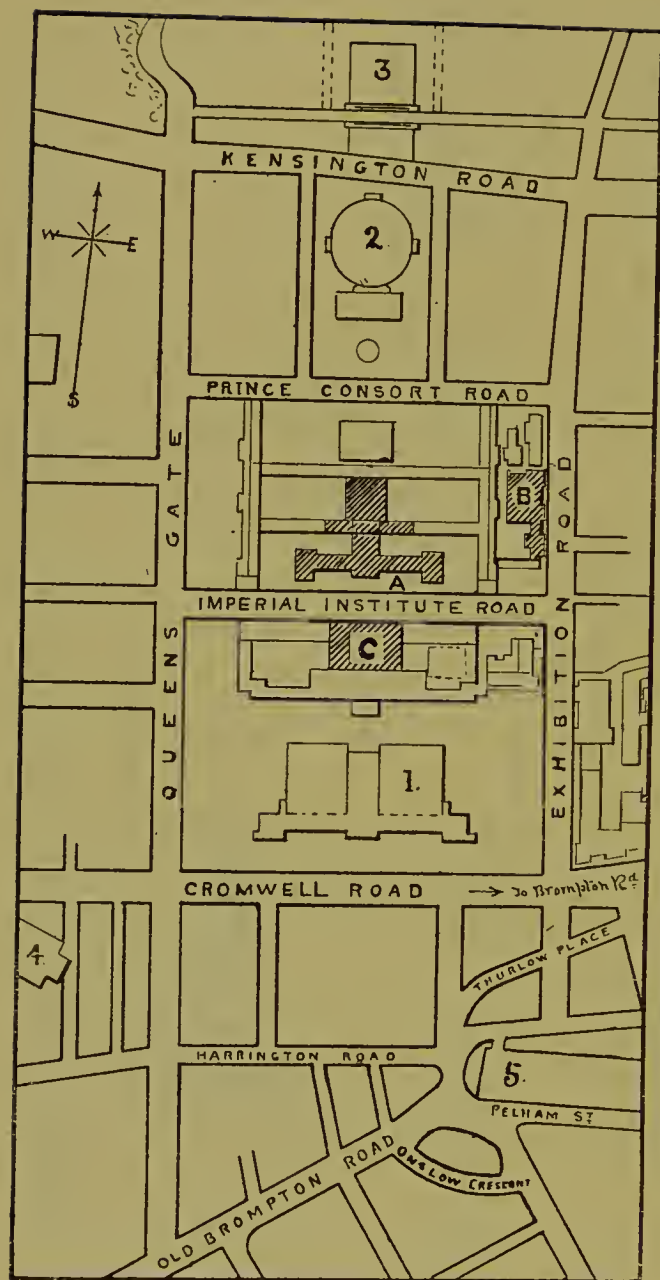 3
KENSINGTON ROAD
N
W E
S
2
PRINCE CONSORT ROAD
B
A
IMPERIAL INSTITUTE ROAD
C
QUEENS GATE
EXHIBITION ROAD
1.
CROMWELL ROAD
→ To Brompton Rd.
4.
THURLOW PLACE
HARRINGTON ROAD
5.
PELHAM ST
ONSLOW CRESCENT
OLD BROMPTON ROAD